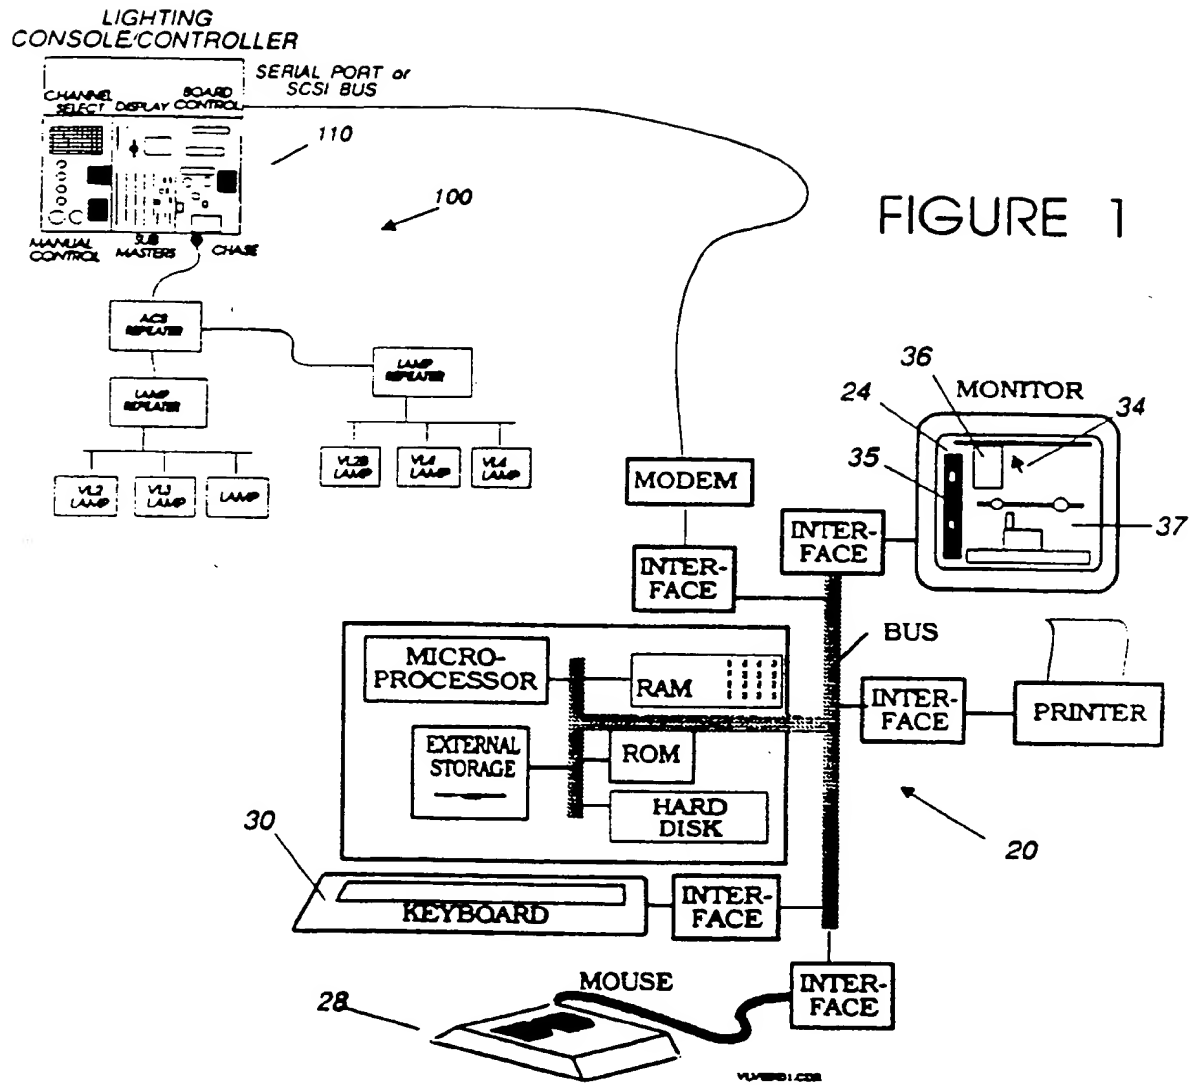 LIGHTING
CONSOLE/CONTROLLER
SERIAL PORT or
SCSI BUS
CHANNEL
SELECT
DISPLAY
BOARD
CONTROL
110
100
FIGURE 1
MANUAL
CONTROL
SUB
MASTERS
CHASE
ACS
REPEATER
LAMP
REPEATER
LAMP
REPEATER
VL2
LAMP
VL3
LAMP
LAMP
VL2B
LAMP
VL4
LAMP
VL4
LAMP
36
MONITOR
24
34
35
37
MODEM
INTER-
FACE
INTER-
FACE
BUS
MICRO-
PROCESSOR
RAM
INTER-
FACE
PRINTER
EXTERNAL
STORAGE
ROM
HARD
DISK
30
20
KEYBOARD
INTER-
FACE
MOUSE
INTER-
FACE
28